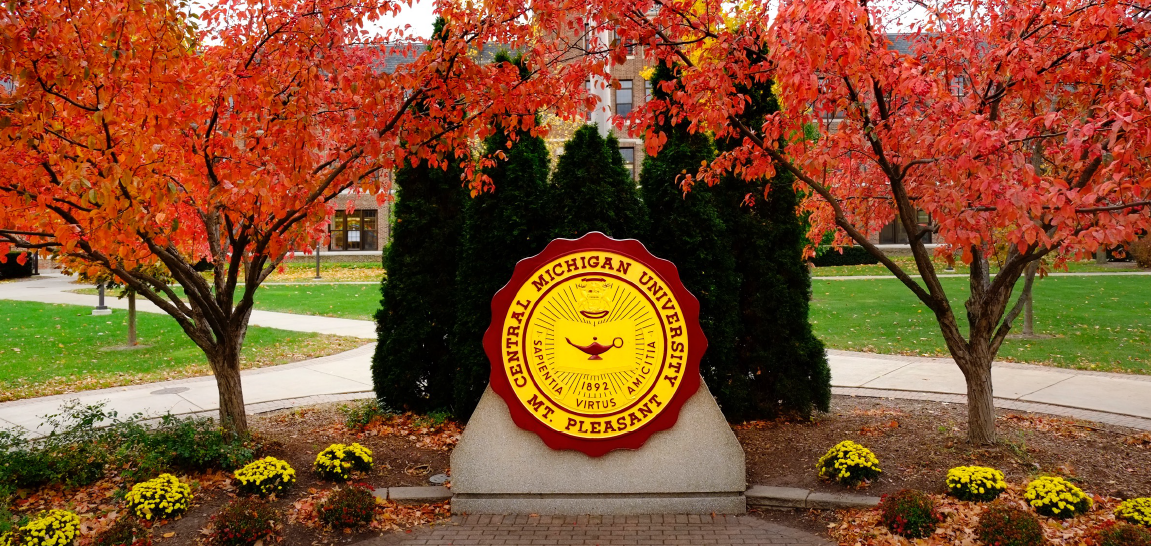 CENTRAL MICHIGAN UNIVERSITY
SAPIENTIA VIRTUS AMICITIA
1892
MT. PLEASANT